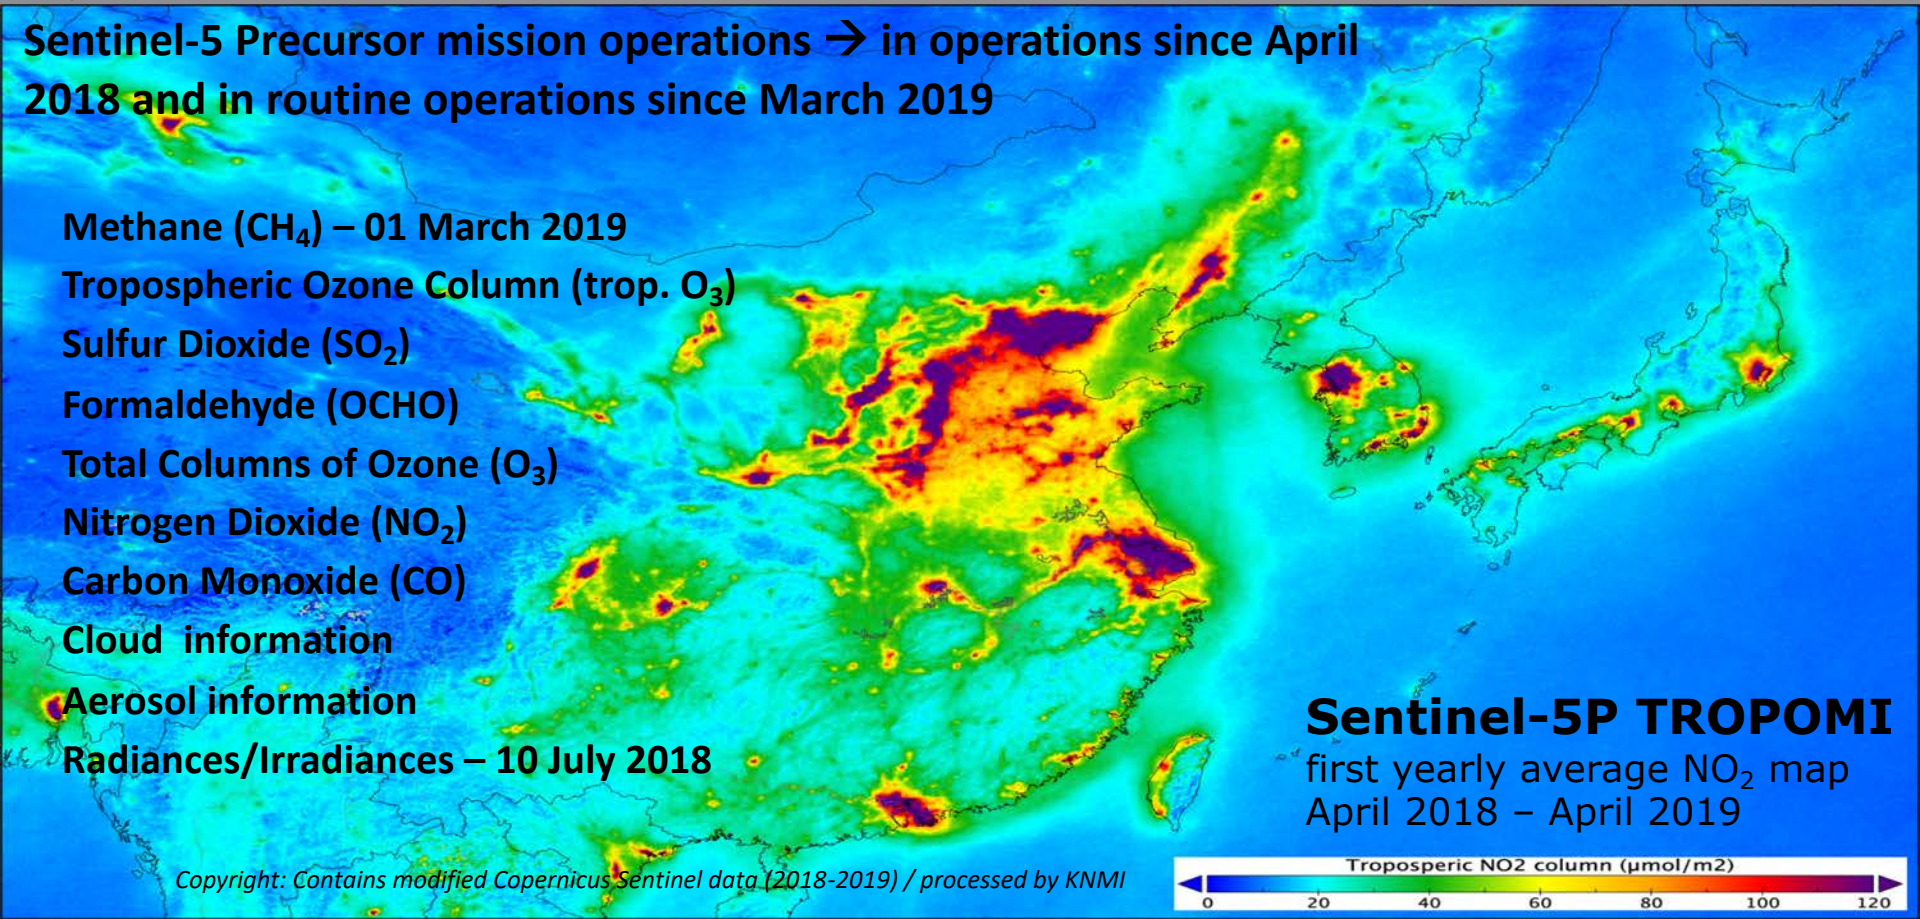 Sentinel-5 Precursor mission operations → in operations since April
2018 and in routine operations since March 2019
Methane (CH₄) – 01 March 2019
Tropospheric Ozone Column (trop. O₃)
Sulfur Dioxide (SO₂)
Formaldehyde (OCHO)
Total Columns of Ozone (O₃)
Nitrogen Dioxide (NO₂)
Carbon Monoxide (CO)
Cloud  information
Aerosol information
Radiances/Irradiances – 10 July 2018
Sentinel-5P TROPOMI
first yearly average NO₂ map
April 2018 – April 2019
Copyright: Contains modified Copernicus Sentinel data (2018-2019) / processed by KNMI
Troposperic NO2 column (µmol/m2)
0 20 40 60 80 100 120